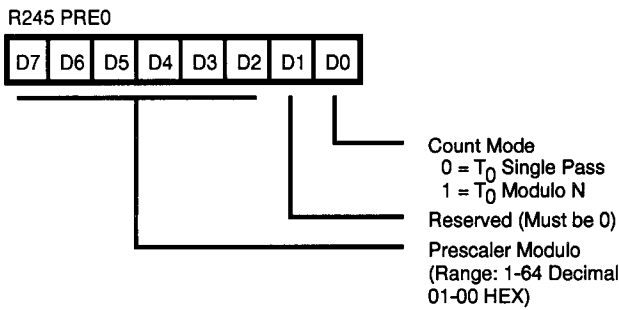 R245 PRE0
D7 D6 D5 D4 D3 D2 D1 D0
Count Mode
0 = T0 Single Pass
1 = T0 Modulo N
Reserved (Must be 0)
Prescaler Modulo
(Range: 1-64 Decimal
01-00 HEX)